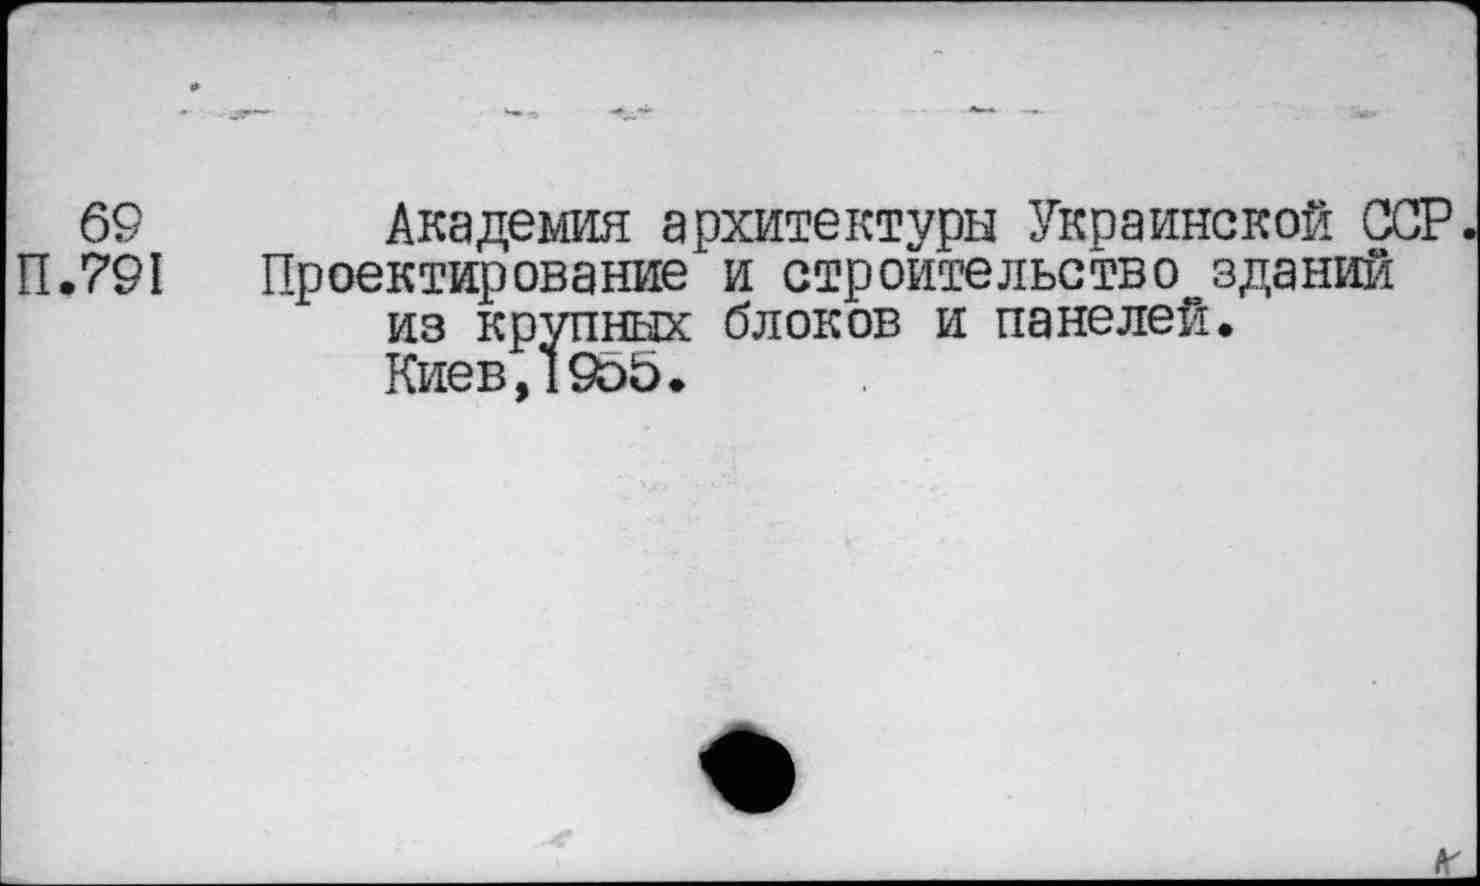 69 Академия архитектуры Украинской ССР.
П.791 Проектирование и строительство зданий
из крупных блоков и панелей.
Киев,1955.